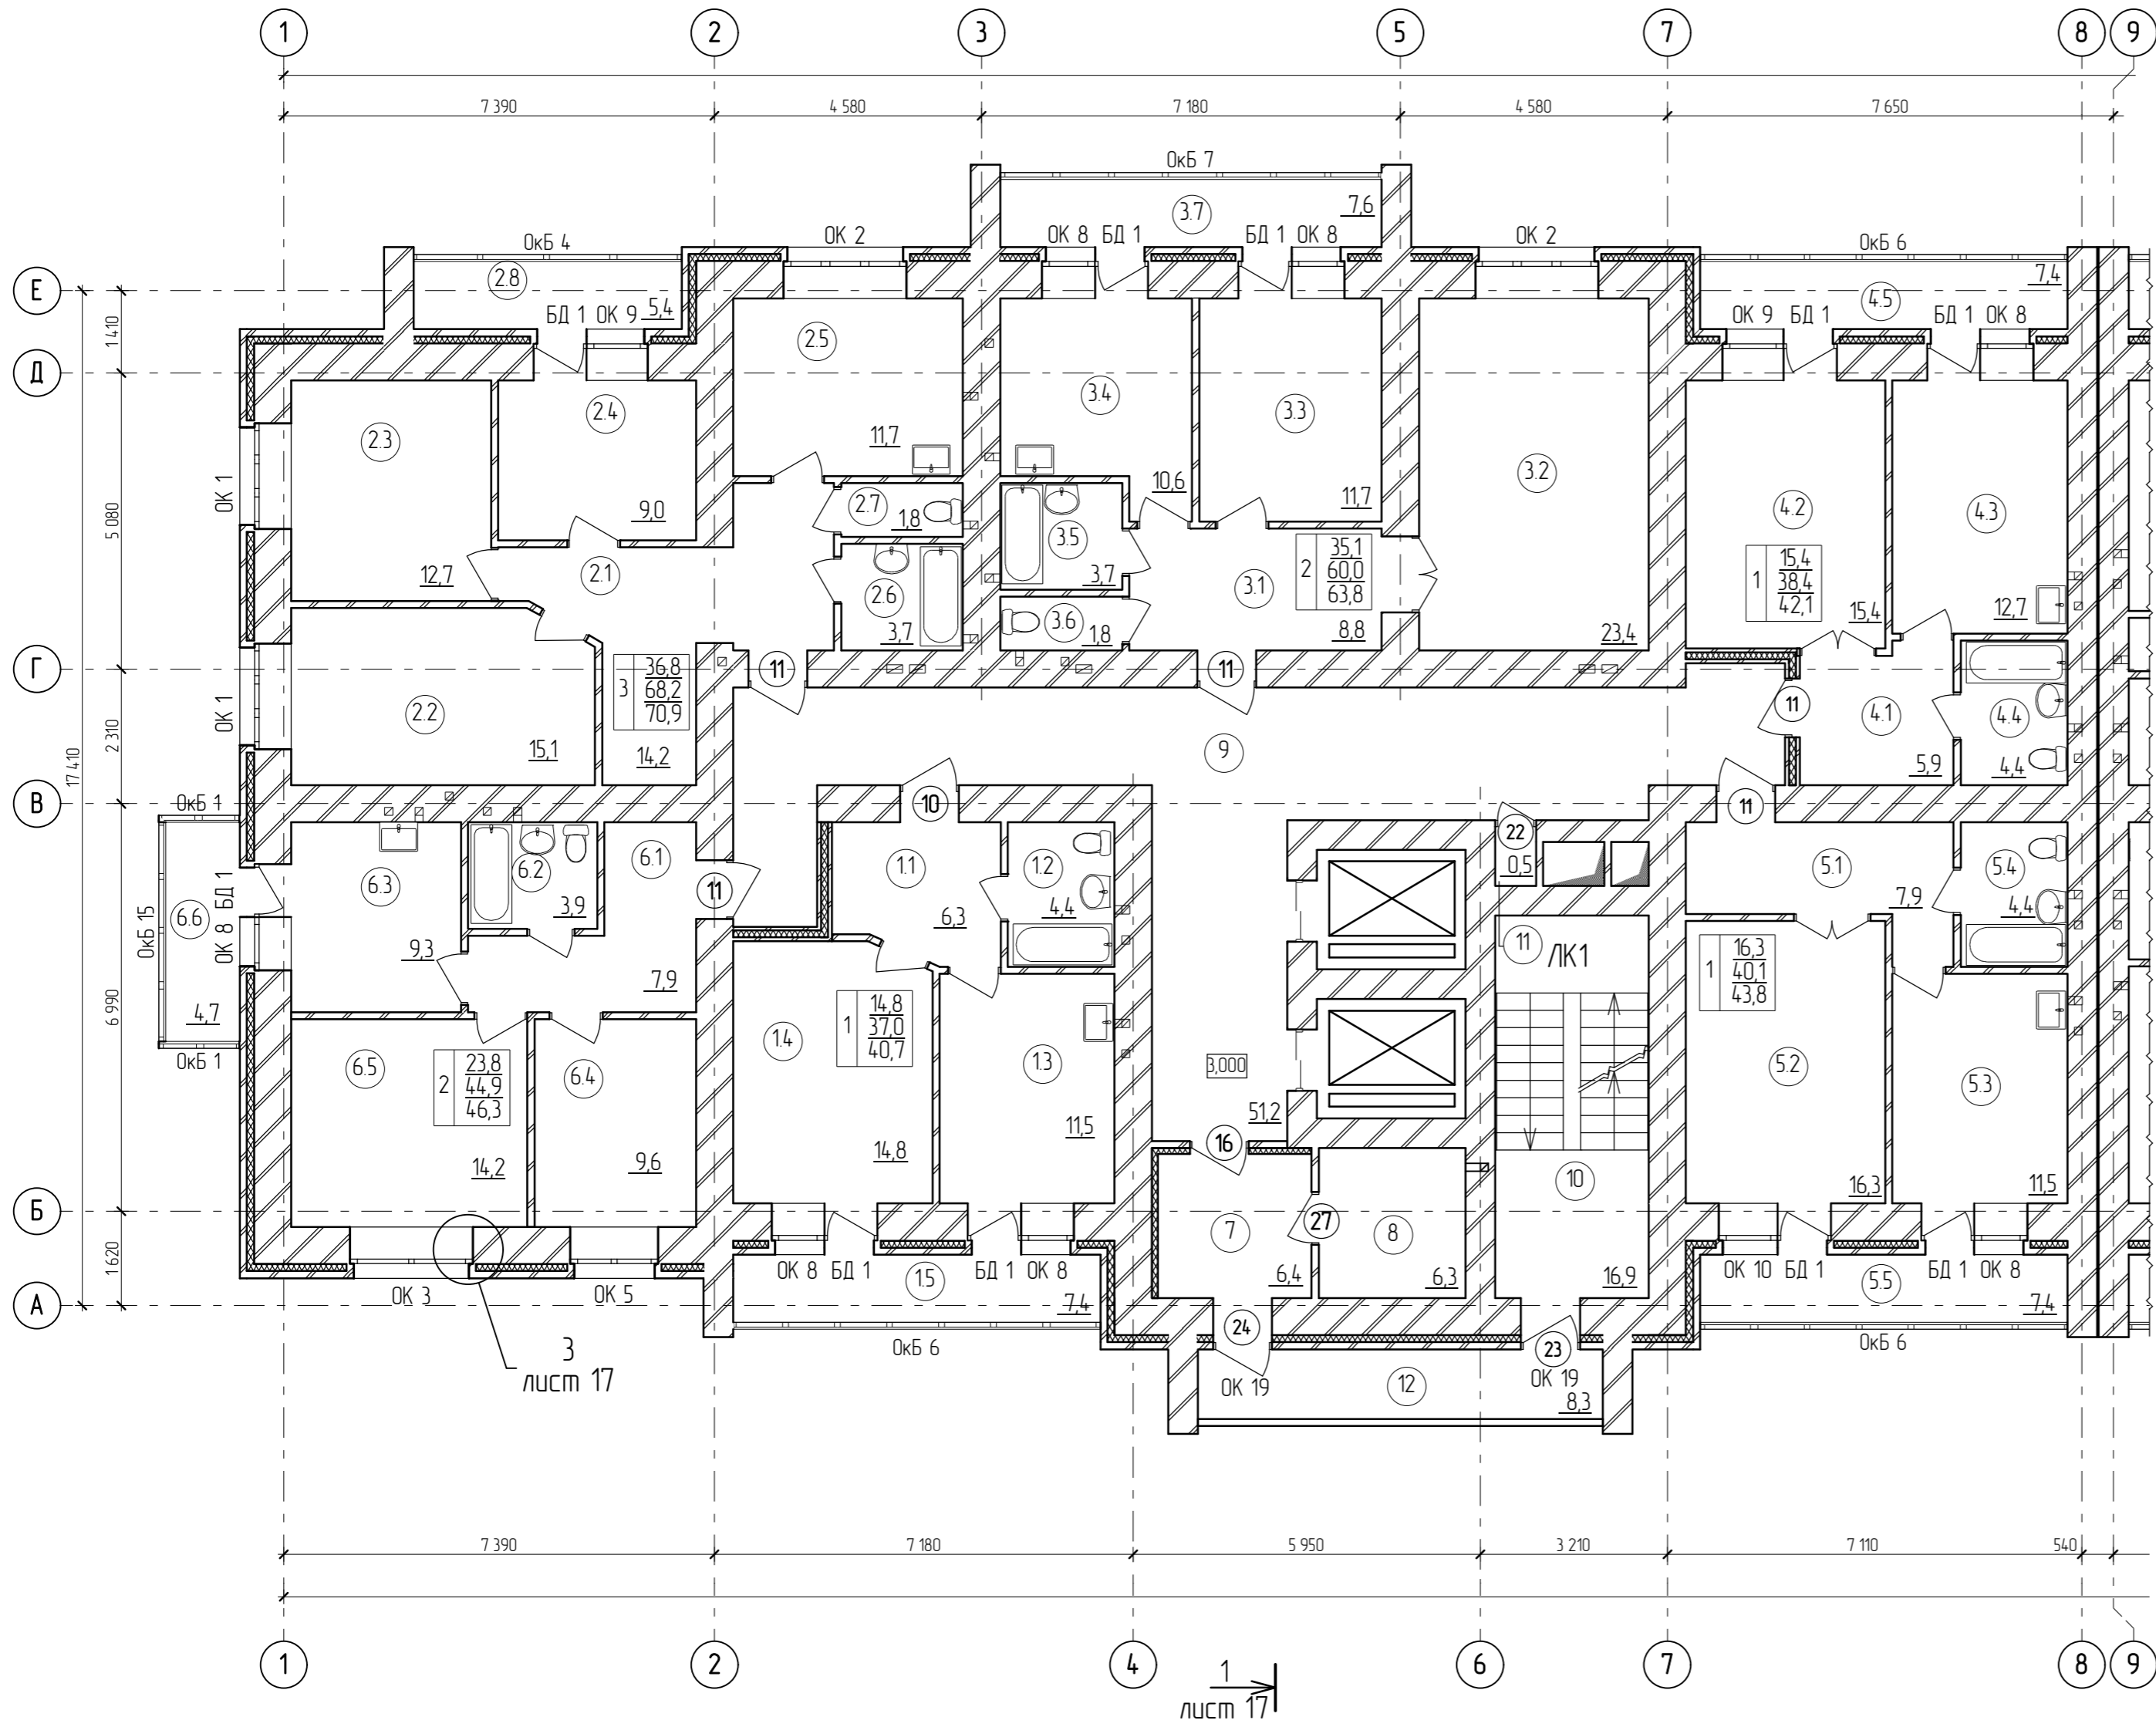 1 2 3 5 7 8 9
7 390 4 580 7 180 4 580 7 650
ОкБ 7
3.7 7,6
ОкБ 4 ОК 2 ОК 8 БД 1 БД 1 ОК 8 ОК 2 ОкБ 6
2.8 4.5 7,4
Е
БД 1 ОК 9 5,4 ОК 9 БД 1 БД 1 ОК 8
1 410
2.5
Д
3.4 3.3
2.3 2.4
11,7
3.2
ОК 1
10,6 11,7
4.2 4.3
9,0 2.7 1,8
5 080
3.5
2 35,1
60,0
63,8
1 15,4
38,4
42,1
12,7 2.1 2.6 3,7 3.1
3,7 3.6 1,8 8,8 23,4 15,4 12,7
Г
3 36,8
68,2
70,9
11 11 11
ОК 1 2.2 4.1 4.4
2 310
15,1 14,2 9 5,9 4,4
17 410
В
ОкБ 1 10 11
22
6.3 6.2 6.1 1.1 1.2 0,5 5.1 5.4
11
ОкБ 15 6.6 ОК 8 БД 1
3,9 6,3 4,4 7,9 4,4
9,3 7,9 11 ЛК1
1 16,3
40,1
43,8
6 990
4,7
1 14,8
37,0
40,7
ОкБ 1 6.5 6.4 1.4 1.3 3,000 5.2 5.3
2 23,8
44,9
46,3
51,2
14,2 9,6 14,8 11,5 16 10 16,3 11,5
Б
7 27 8
1 620
ОК 8 БД 1 1.5 БД 1 ОК 8 6,4 6,3 16,9 ОК 10 БД 1 5.5 БД 1 ОК 8
ОК 3 ОК 5
А
7,4 24 23 7,4
ОкБ 6 ОК 19 12 ОК 19 8,3 ОкБ 6
3
лист 17
7 390 7 180 5 950 3 210 7 110 540
1 2 4 6 7 8 9
1
лист 17